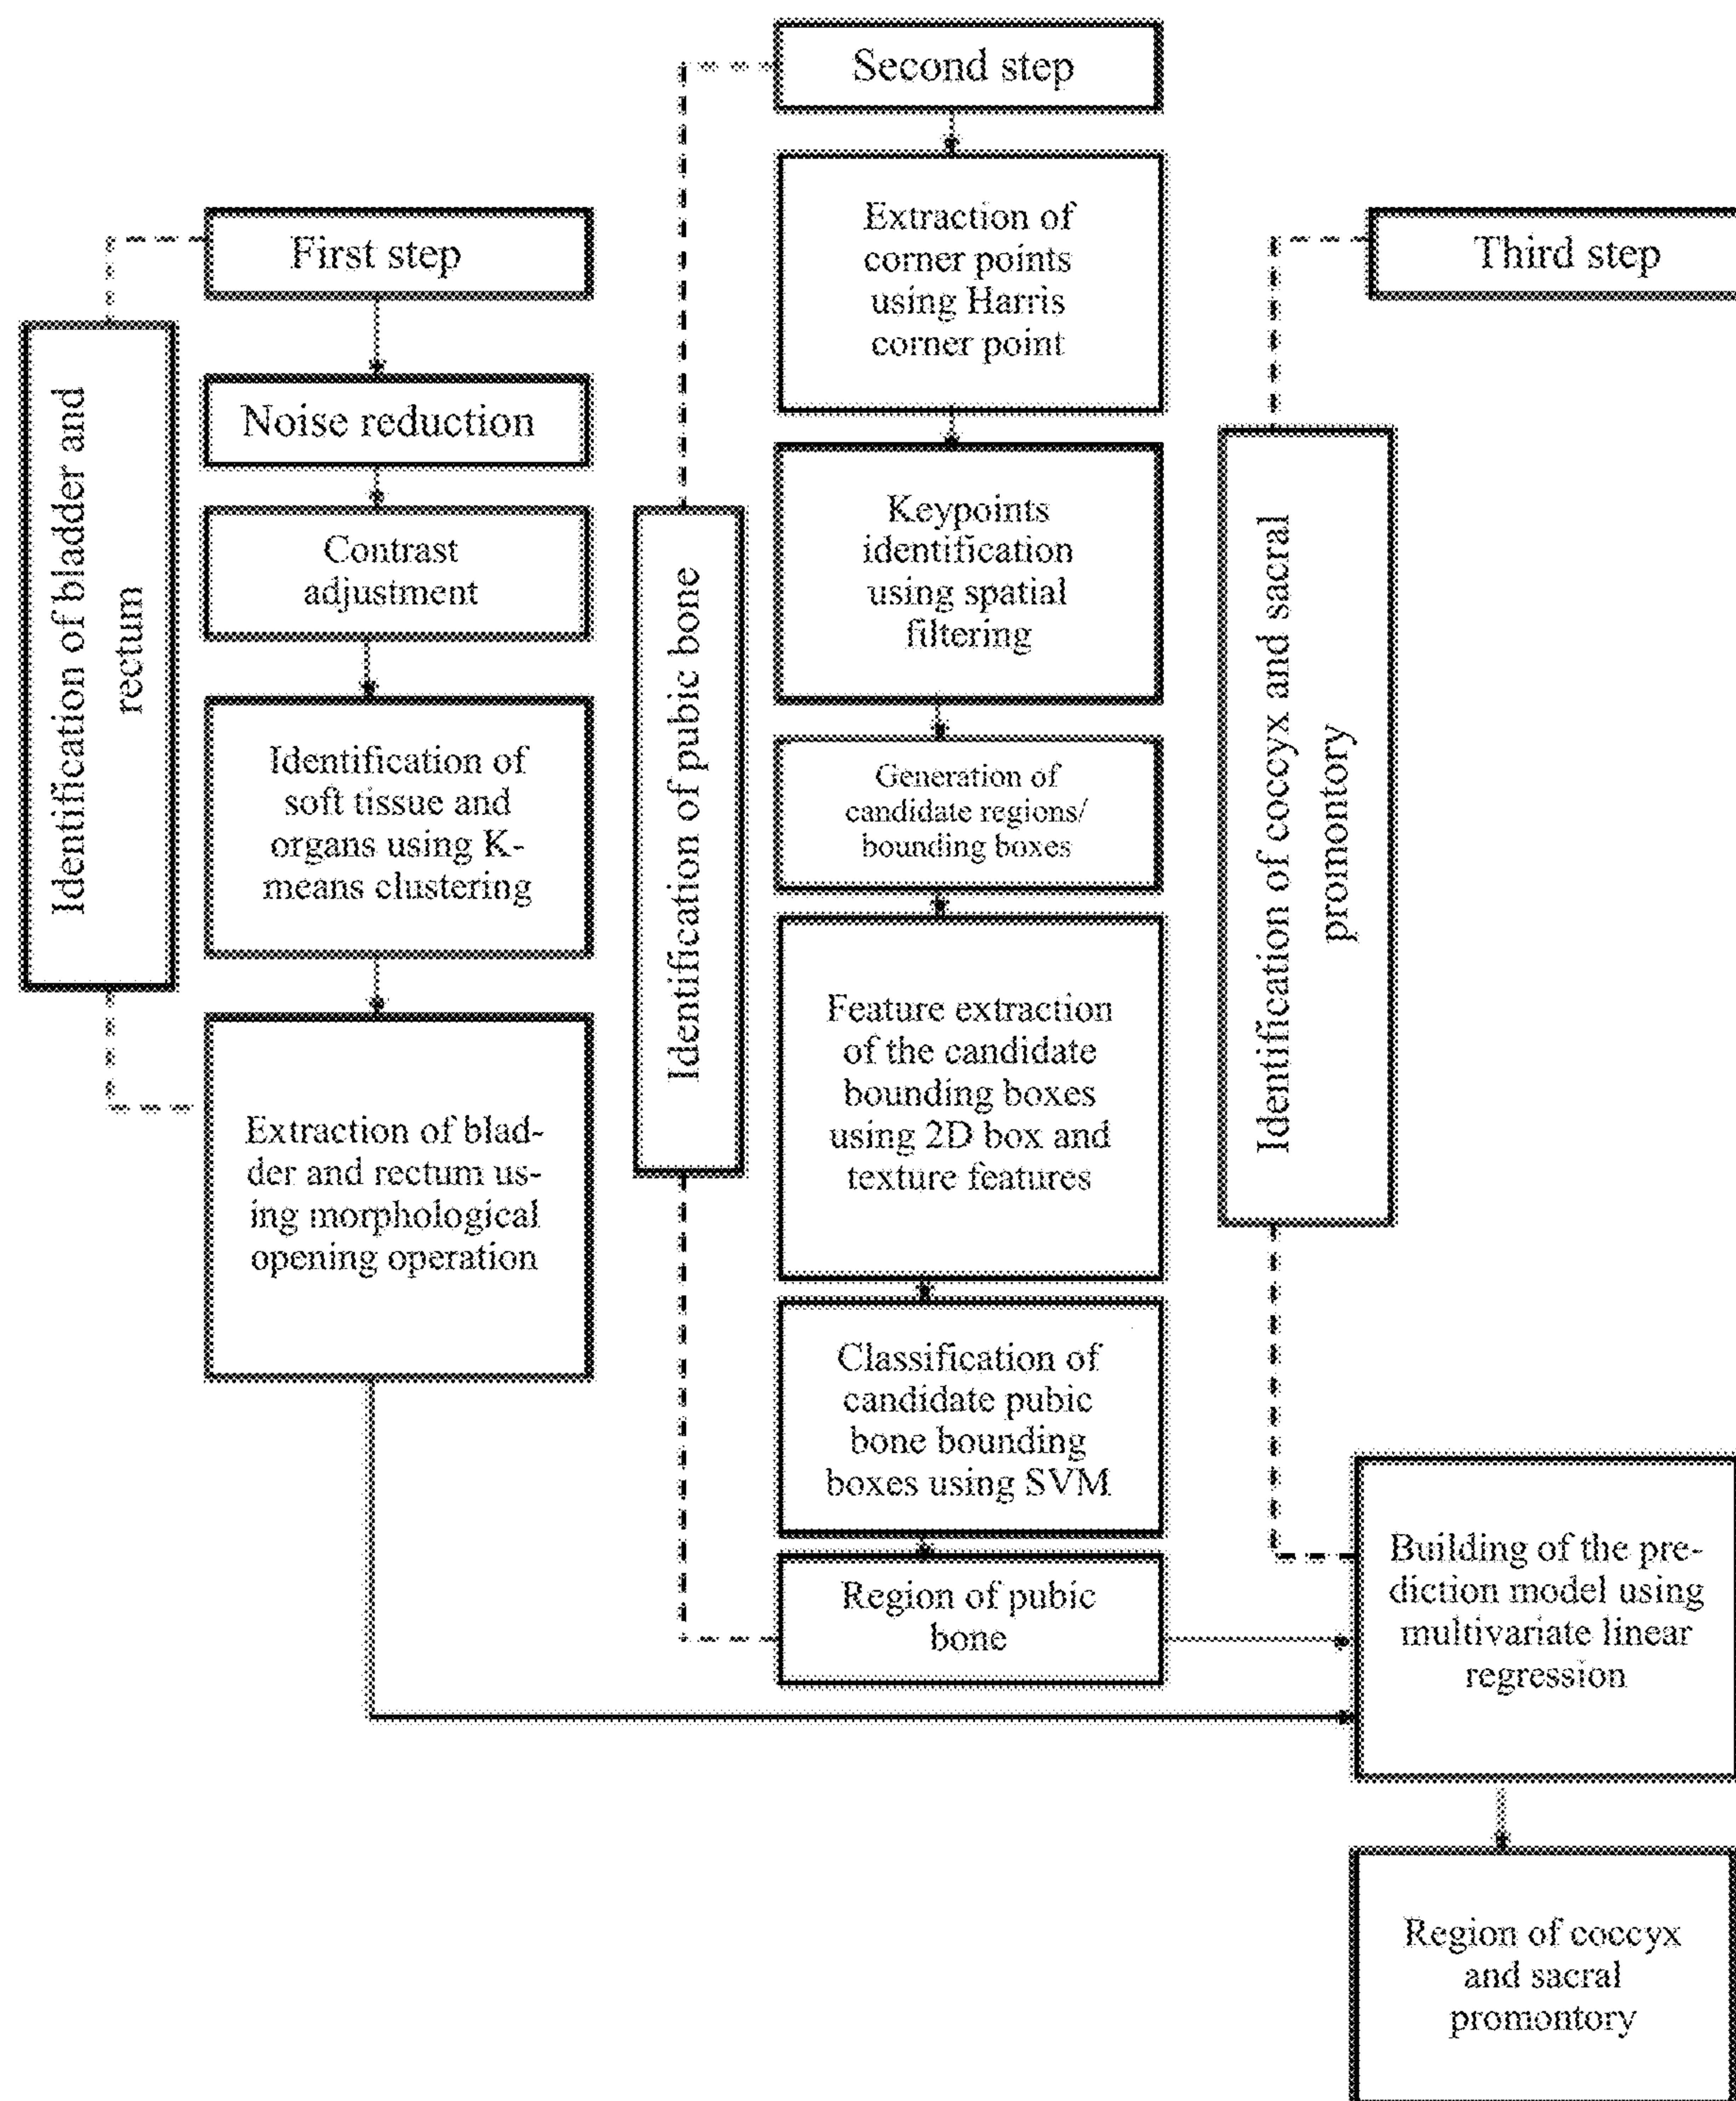 First step
Identification of bladder and
rectum
Noise reduction
Contrast
adjustment
Identification of
soft tissue and
organs using K-
means clustering
Extraction of blad-
der and rectum us-
ing morphological
opening operation
Second step
Identification of pubic bone
Extraction of
corner points
using Harris
corner point
Keypoints
identification
using spatial
filtering
Generation of
candidate regions/
bounding boxes
Feature extraction
of the candidate
bounding boxes
using 2D box and
texture features
Classification of
candidate pubic
bone bounding
boxes using SVM
Region of pubic
bone
Third step
Identification of coccyx and sacral
promontory
Building of the pre-
diction model using
multivariate linear
regression
Region of coccyx
and sacral
promontory